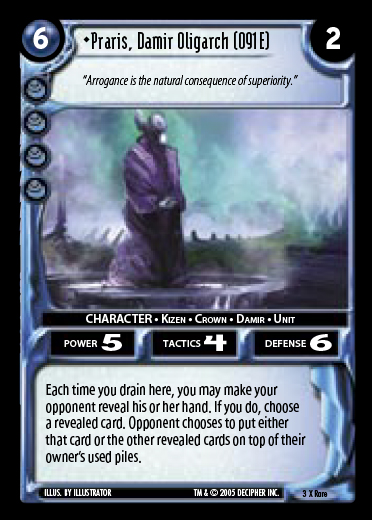 6
•Praris, Damir Oligarch (091E)
2
"Arrogance is the natural consequence of superiority."
CHARACTER • KIZEN • CROWN • DAMIR • UNIT
POWER 5
TACTICS 4
DEFENSE 6
Each time you drain here, you may make your
opponent reveal his or her hand. If you do, choose
a revealed card. Opponent chooses to put either
that card or the other revealed cards on top of their
owner's used piles.
ILLUS. BY ILLUSTRATOR
TM & © 2005 DECIPHER INC.
3 X Rare